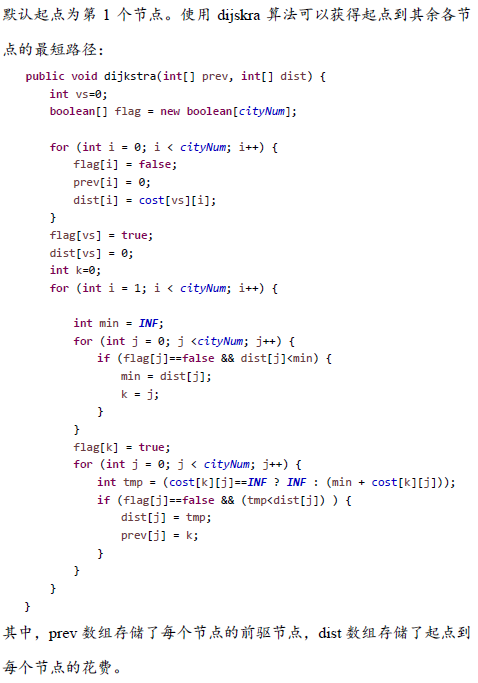 默认起点为第 1 个节点。使用 dijskra 算法可以获得起点到其余各节
点的最短路径：
public void dijkstra(int[] prev, int[] dist) {
int vs=0;
boolean[] flag = new boolean[cityNum];
for (int i = 0; i < cityNum; i++) {
flag[i] = false;
prev[i] = 0;
dist[i] = cost[vs][i];
}
flag[vs] = true;
dist[vs] = 0;
int k=0;
for (int i = 1; i < cityNum; i++) {
int min = INF;
for (int j = 0; j <cityNum; j++) {
if (flag[j]==false && dist[j]<min) {
min = dist[j];
k = j;
}
}
flag[k] = true;
for (int j = 0; j < cityNum; j++) {
int tmp = (cost[k][j]==INF ? INF : (min + cost[k][j]));
if (flag[j]==false && (tmp<dist[j]) ) {
dist[j] = tmp;
prev[j] = k;
}
}
}
}
其中，prev 数组存储了每个节点的前驱节点，dist 数组存储了起点到
每个节点的花费。